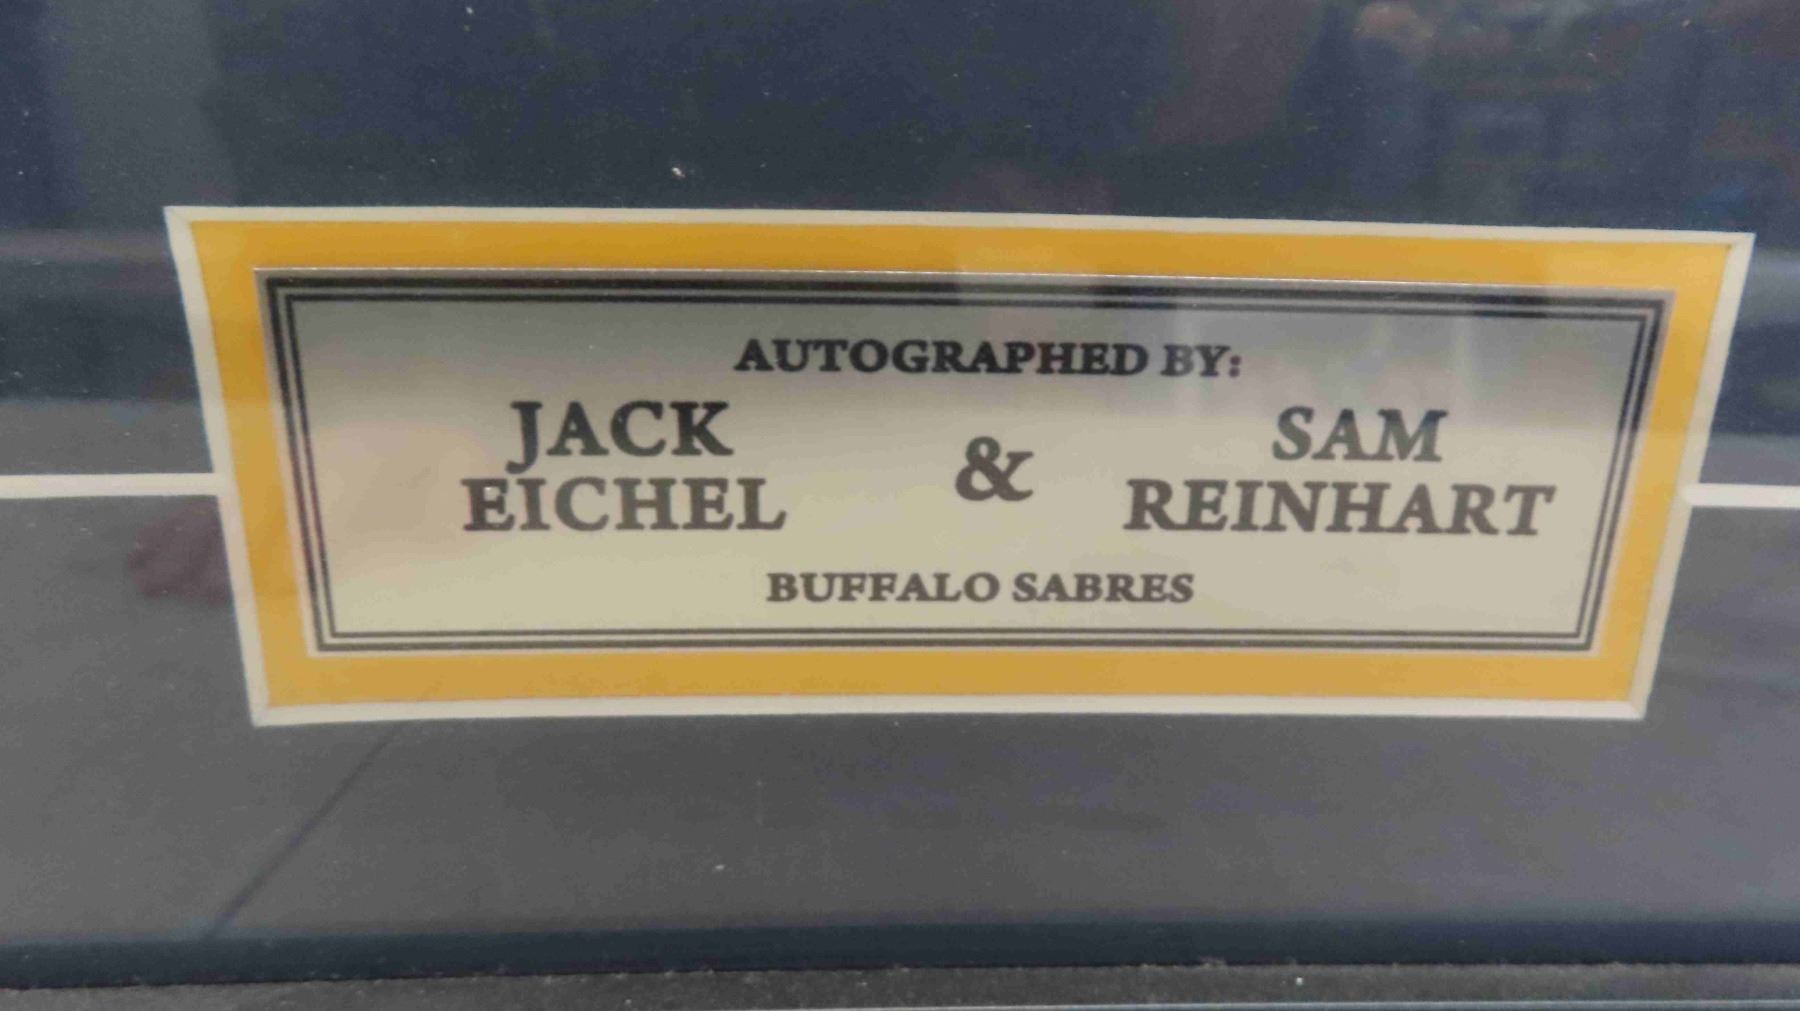 AUTOGRAPHED BY:
JACK EICHEL & SAM REINHART
BUFFALO SABRES